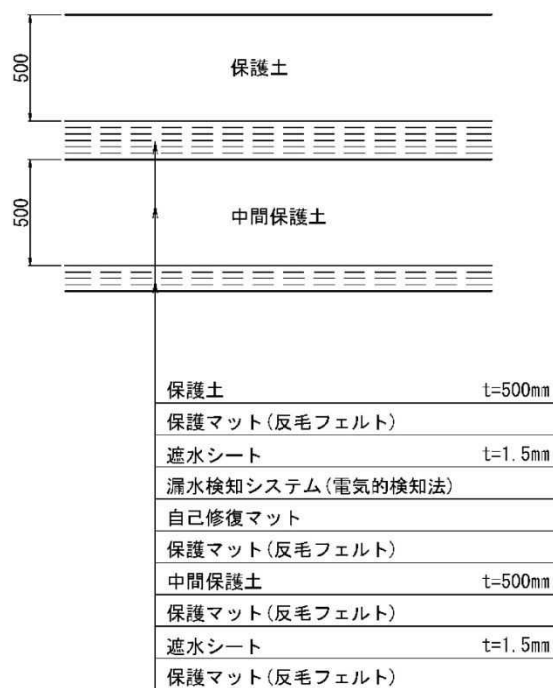 500
保護土
500
中間保護土
保護土 t=500mm
保護マット(反毛フェルト)
遮水シート t=1.5mm
漏水検知システム(電気的検知法)
自己修復マット
保護マット(反毛フェルト)
中間保護土 t=500mm
保護マット(反毛フェルト)
遮水シート t=1.5mm
保護マット(反毛フェルト)